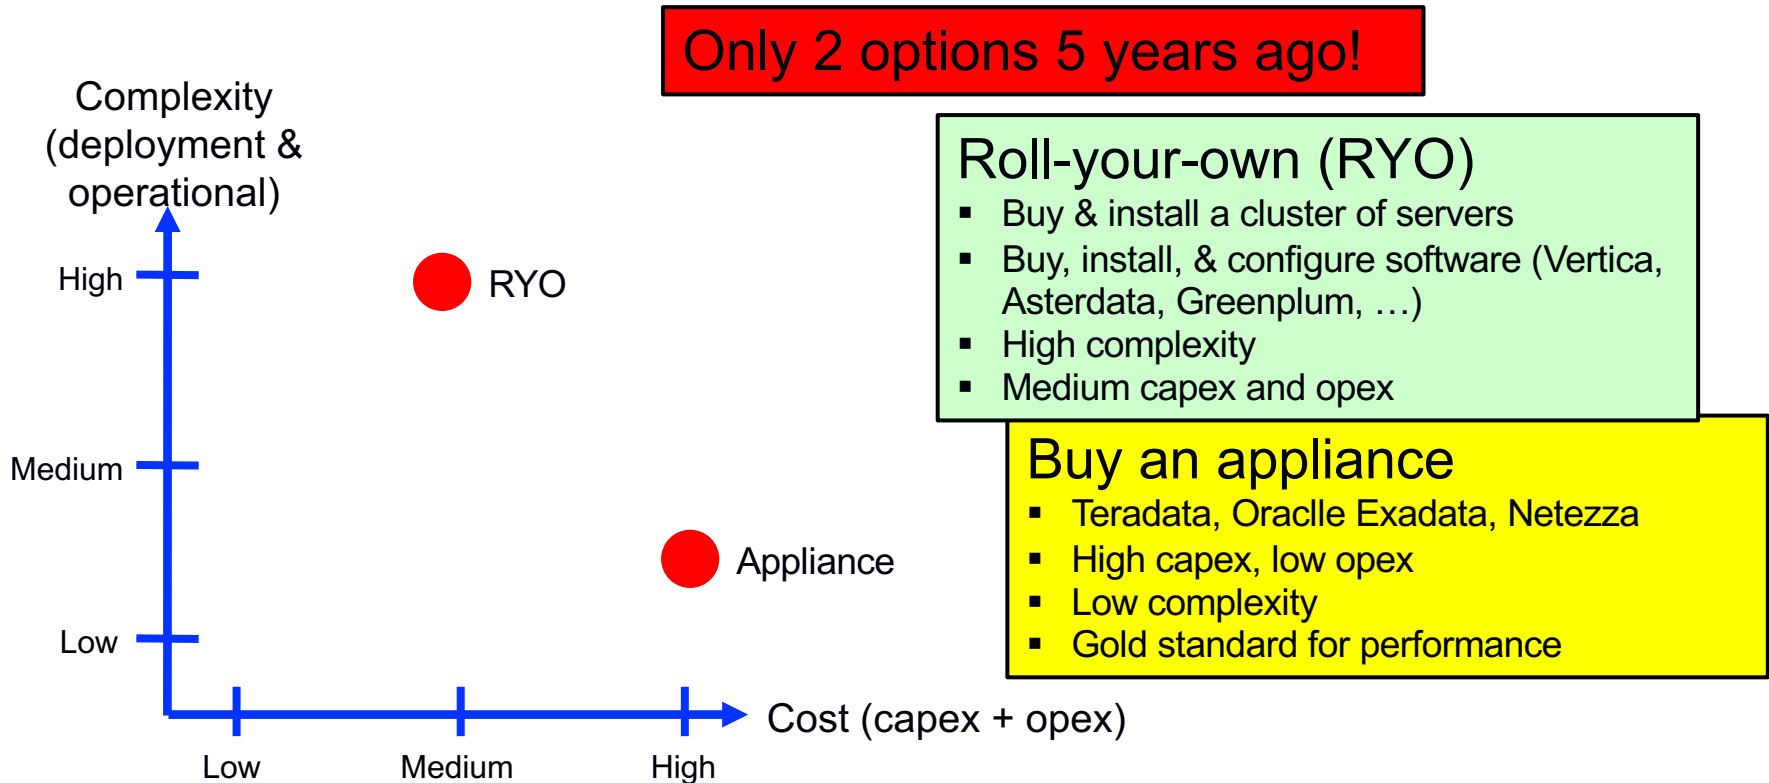 Only 2 options 5 years ago!
Complexity
(deployment &
operational)
High
Medium
Low
RYO
Appliance
Low
Medium
High
Cost (capex + opex)
Roll-your-own (RYO)
▪ Buy & install a cluster of servers
▪ Buy, install, & configure software (Vertica,
Asterdata, Greenplum, …)
▪ High complexity
▪ Medium capex and opex
Buy an appliance
▪ Teradata, Oraclle Exadata, Netezza
▪ High capex, low opex
▪ Low complexity
▪ Gold standard for performance